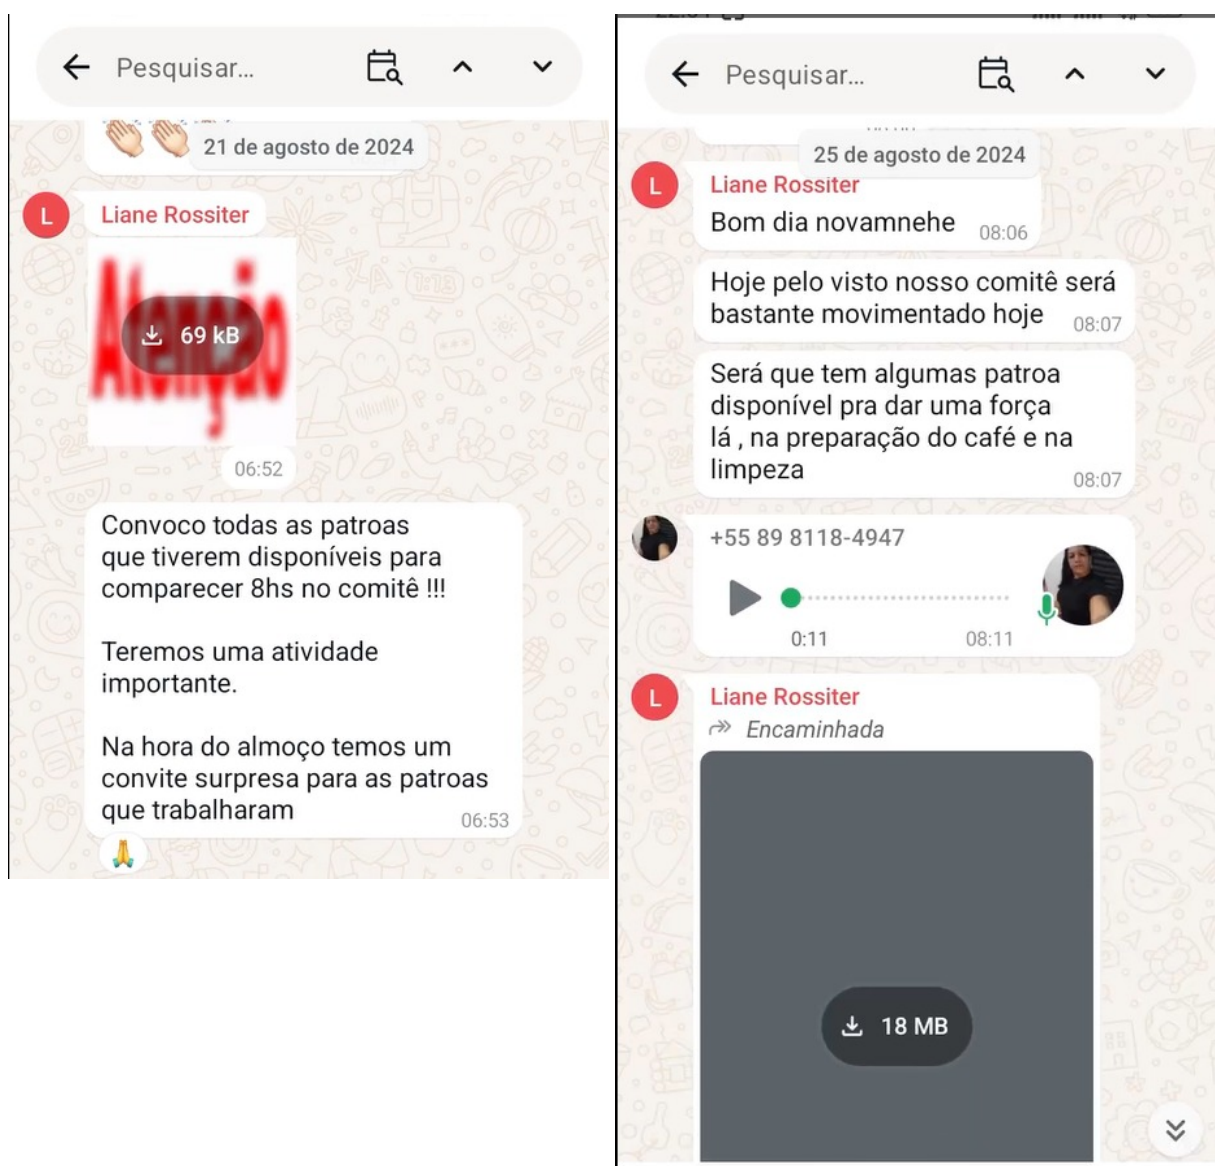 Pesquisar...
21 de agosto de 2024
L
Liane Rossiter
Atenção
69 kB
06:52
Convoco todas as patroas
que tiverem disponíveis para
comparecer 8hs no comitê !!!
Teremos uma atividade
importante.
Na hora do almoço temos um
convite surpresa para as patroas
que trabalharam
06:53
Pesquisar...
25 de agosto de 2024
L
Liane Rossiter
Bom dia novamnehe
08:06
Hoje pelo visto nosso comitê será
bastante movimentado hoje
08:07
Será que tem algumas patroa
disponível pra dar uma força
lá , na preparação do café e na
limpeza
08:07
+55 89 8118-4947
0:11
08:11
L
Liane Rossiter
Encaminhada
18 MB